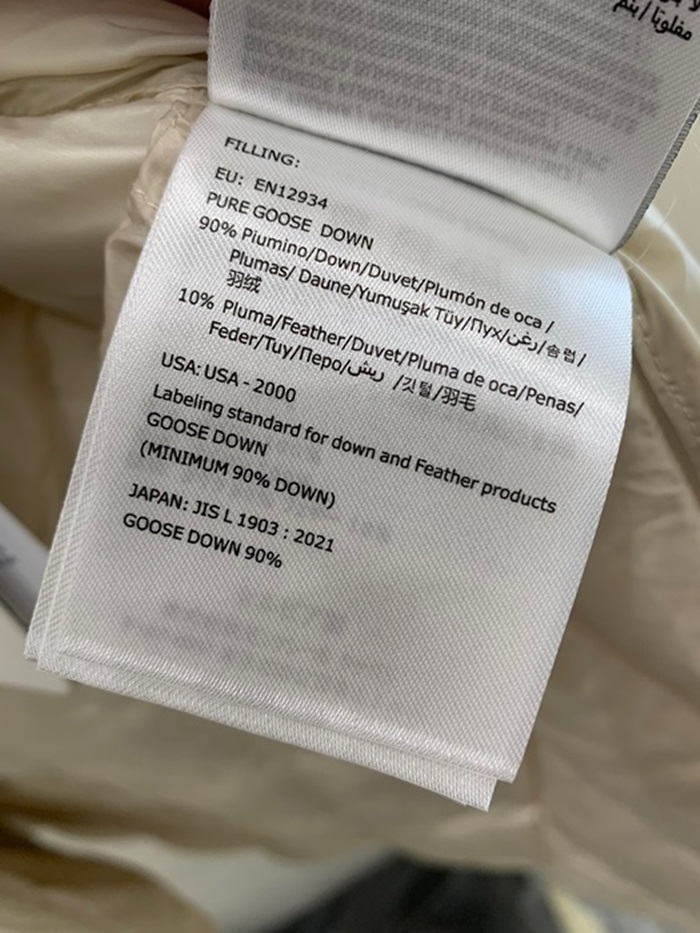 مفلوبًا / يتم
FILLING:
EU: EN12934
PURE GOOSE DOWN
90% Piumino/Down/Duvet/Plumón de oca /
Plumas/ Daune/Yumuşak Tüy/Пух/زغن/솜털/
羽绒
10% Pluma/Feather/Duvet/Pluma de oca/Penas/
Feder/Tuy/Перо/ريش /깃털/羽毛
USA: USA - 2000
Labeling standard for down and Feather products
GOOSE DOWN
(MINIMUM 90% DOWN)
JAPAN: JIS L 1903 : 2021
GOOSE DOWN 90%